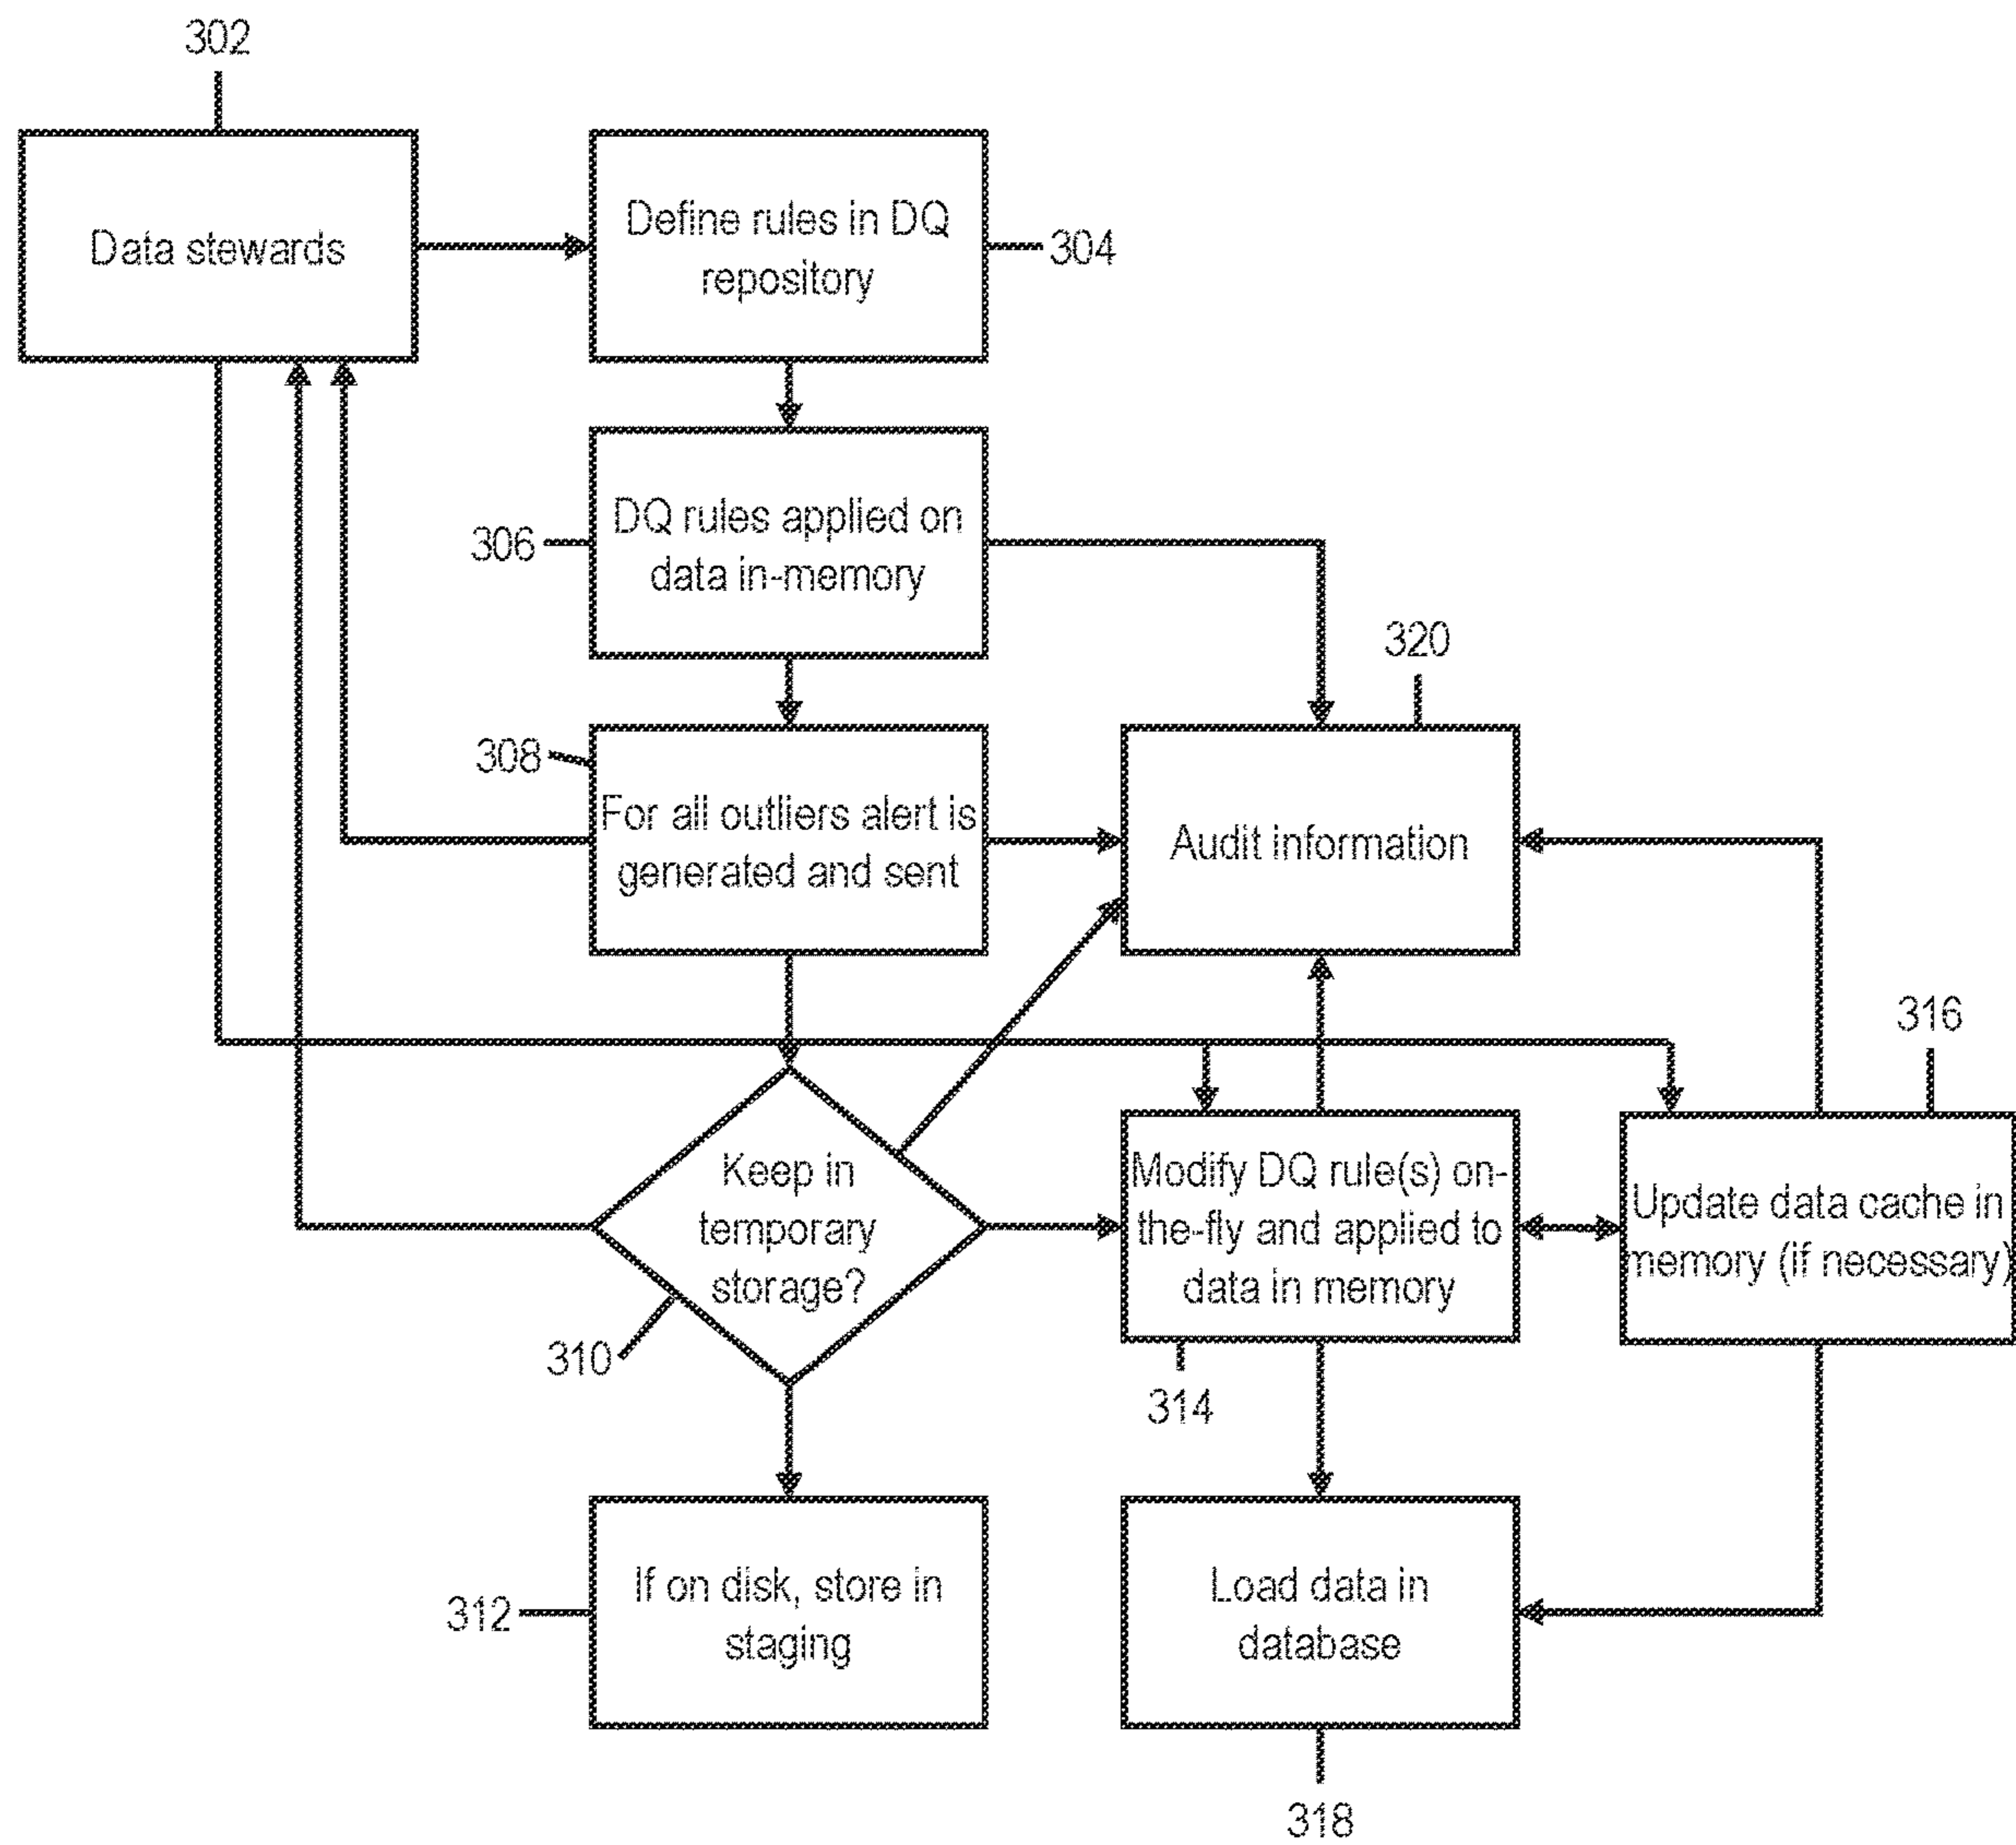 302
Data stewards
Define rules in DQ
repository
304
306
DQ rules applied on
data in-memory
320
308
For all outliers alert is
generated and sent
Audit information
316
Keep in
temporary
storage?
310
Modify DQ rule(s) on-
the-fly and applied to
data in memory
314
Update data cache in
memory (if necessary)
312
If on disk, store in
staging
Load data in
database
318